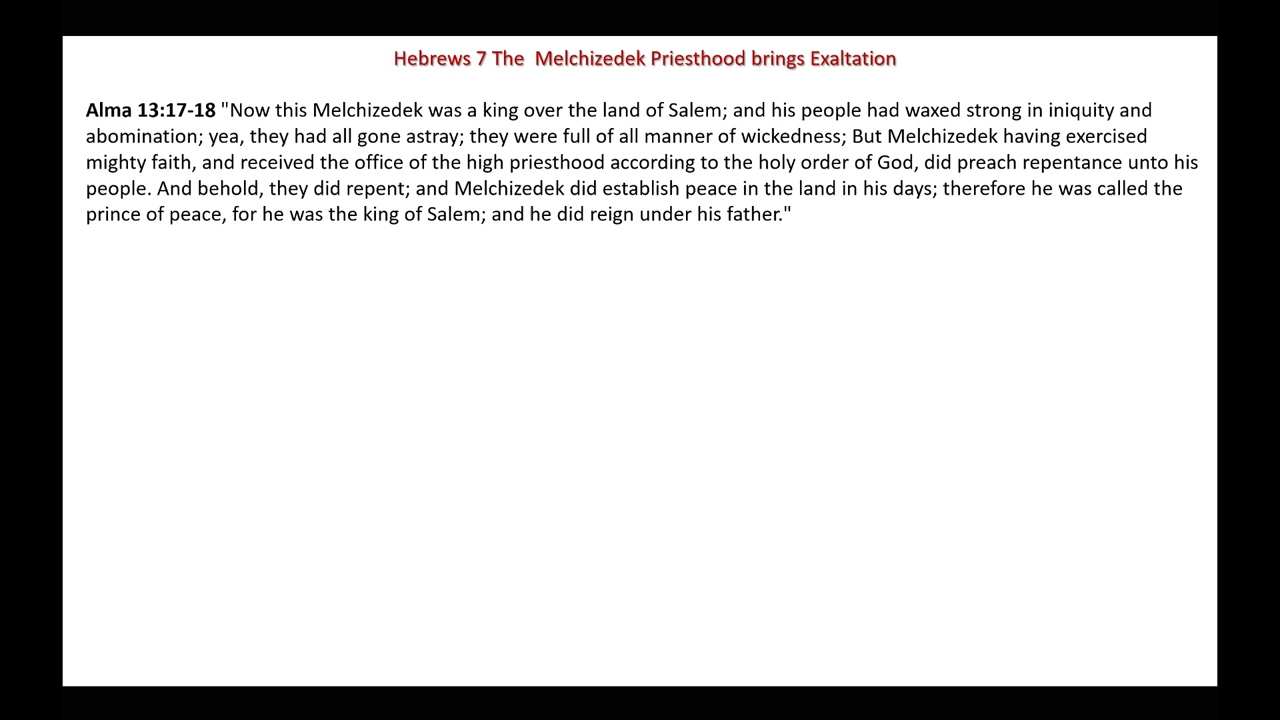 Hebrews 7 The  Melchizedek Priesthood brings Exaltation
Alma 13:17-18 "Now this Melchizedek was a king over the land of Salem; and his people had waxed strong in iniquity and
abomination; yea, they had all gone astray; they were full of all manner of wickedness; But Melchizedek having exercised
mighty faith, and received the office of the high priesthood according to the holy order of God, did preach repentance unto his
people. And behold, they did repent; and Melchizedek did establish peace in the land in his days; therefore he was called the
prince of peace, for he was the king of Salem; and he did reign under his father."